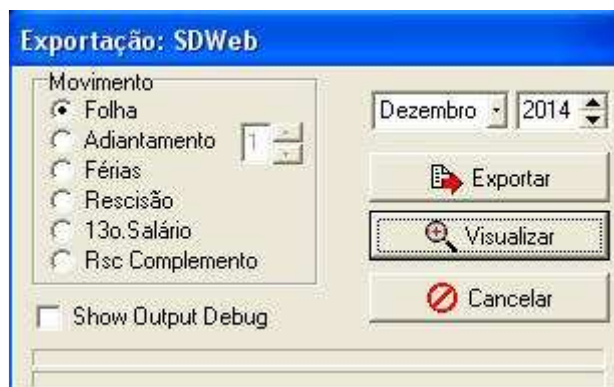 Exportação: SDWeb
Movimento
Folha
Adiantamento
1
Férias
Rescisão
13o.Salário
Rsc Complemento
Show Output Debug
Dezembro
2014
Exportar
Visualizar
Cancelar